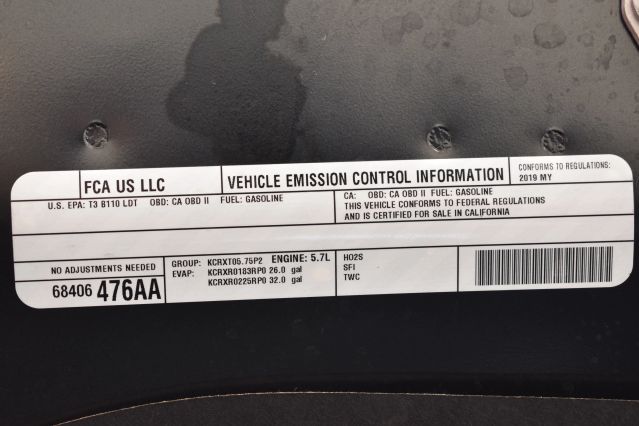 FCA US LLC
VEHICLE EMISSION CONTROL INFORMATION
CONFORMS TO REGULATIONS:
2019 MY
U.S. EPA: T3 B110 LDT OBD: CA OBD II FUEL: GASOLINE
CA: OBD: CA OBD II FUEL: GASOLINE
THIS VEHICLE CONFORMS TO FEDERAL REGULATIONS
AND IS CERTIFIED FOR SALE IN CALIFORNIA
NO ADJUSTMENTS NEEDED
68406 476AA
GROUP: KCRXT05.75P2 ENGINE: 5.7L
EVAP: KCRXR0183RP0 26.0 gal
KCRXR0225RP0 32.0 gal
HO2S
SFI
TWC